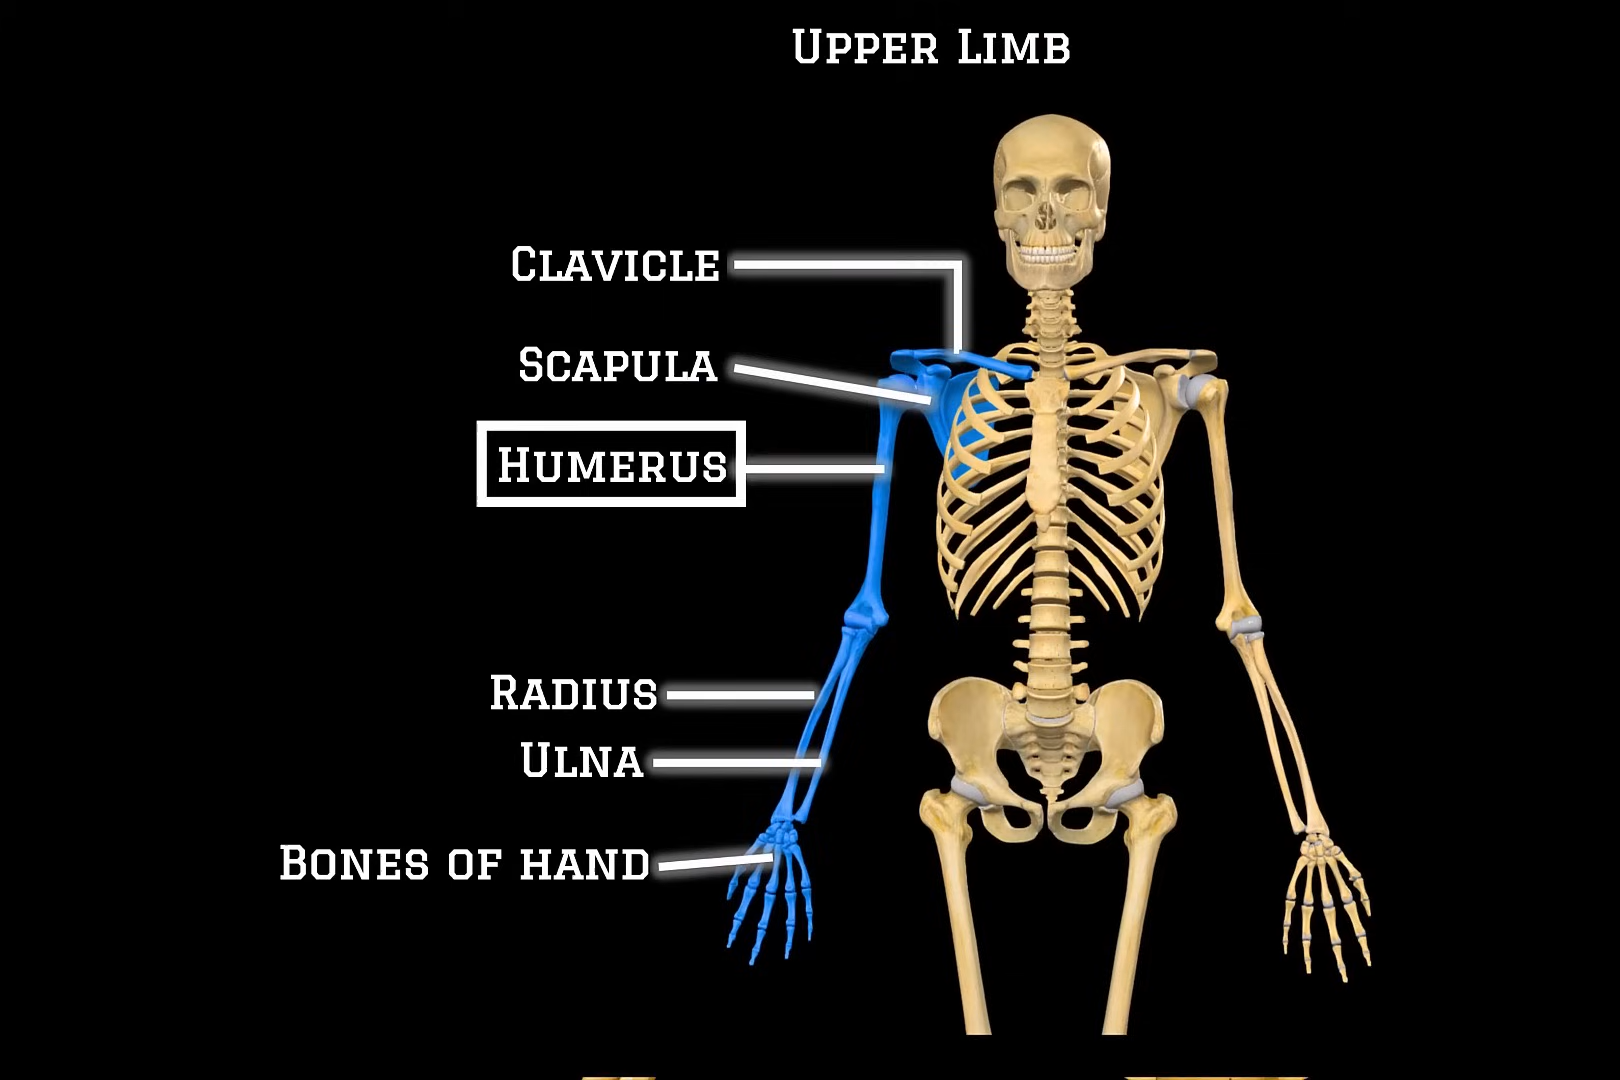 Upper Limb
Clavicle
Scapula
Humerus
Radius
Ulna
Bones of hand